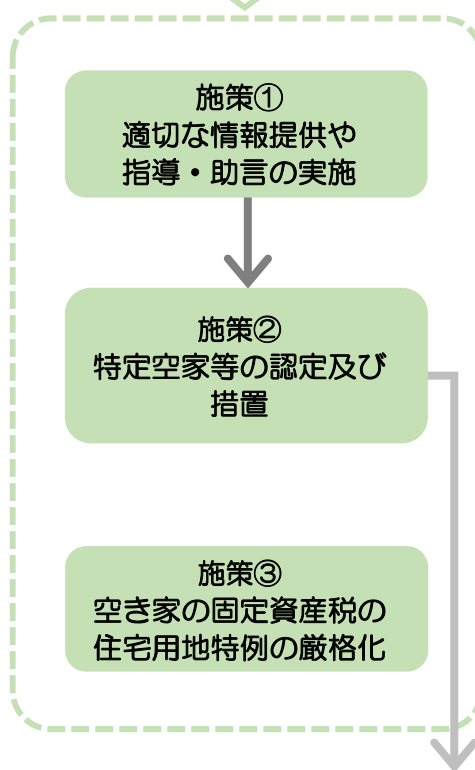 施策①
適切な情報提供や
指導・助言の実施
施策②
特定空家等の認定及び
措置
施策③
空き家の固定資産税の
住宅用地特例の厳格化